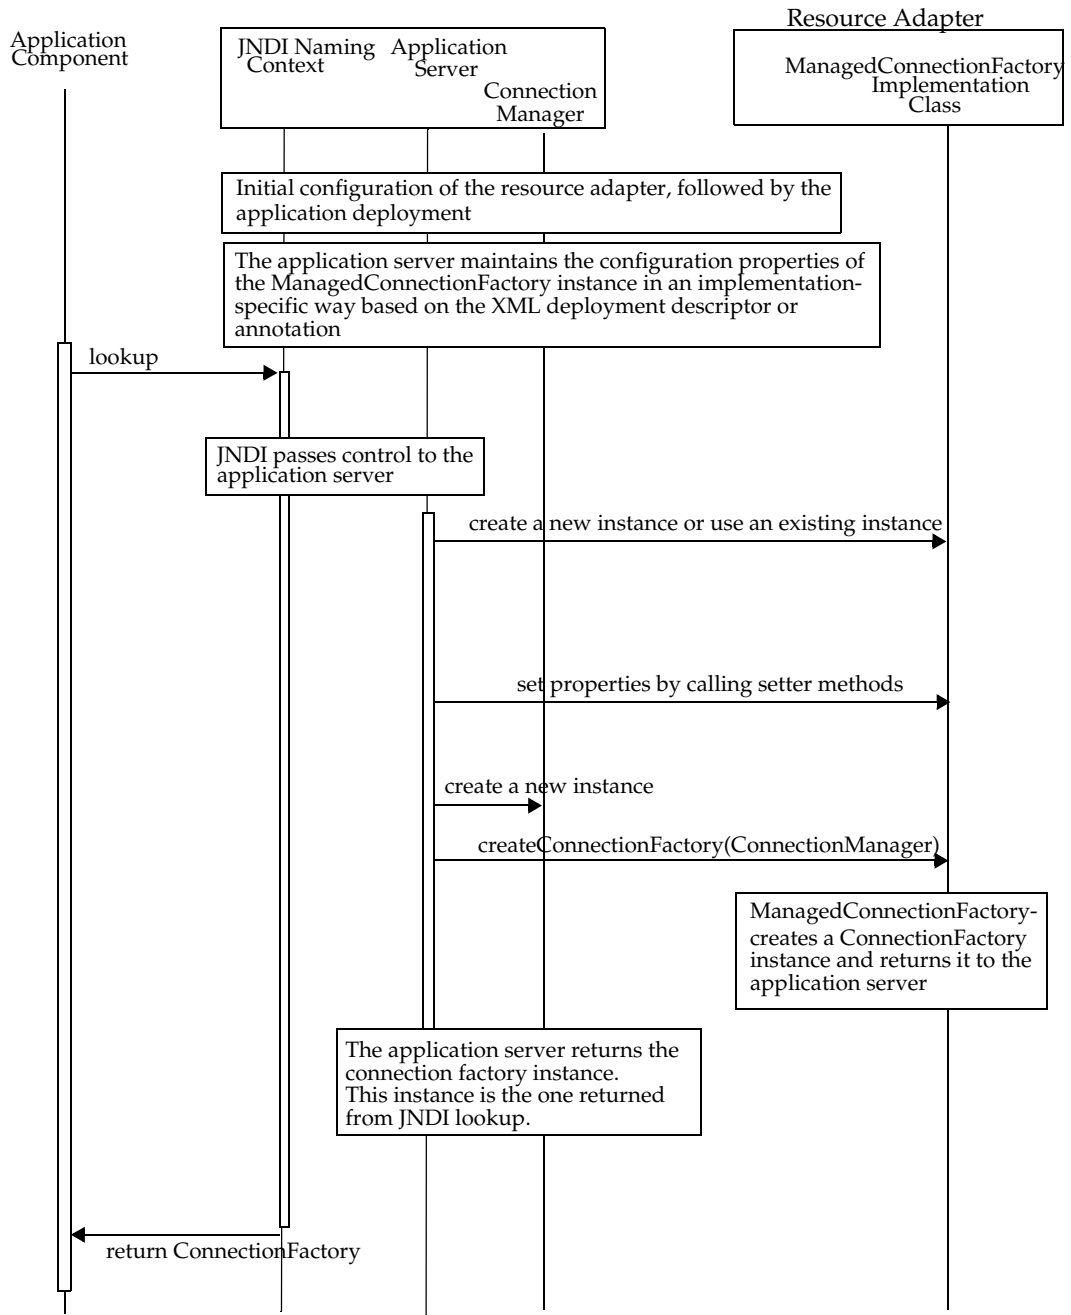 Resource Adapter
Application
Component
JNDI Naming
Context
Application
Server
Connection
Manager
ManagedConnectionFactory
Implementation
Class
Initial configuration of the resource adapter, followed by the
application deployment
The application server maintains the configuration properties of
the ManagedConnectionFactory instance in an implementation-
specific way based on the XML deployment descriptor or
annotation
lookup
JNDI passes control to the
application server
create a new instance or use an existing instance
set properties by calling setter methods
create a new instance
createConnectionFactory(ConnectionManager)
ManagedConnectionFactory-
creates a ConnectionFactory
instance and returns it to the
application server
The application server returns the
connection factory instance.
This instance is the one returned
from JNDI lookup.
return ConnectionFactory